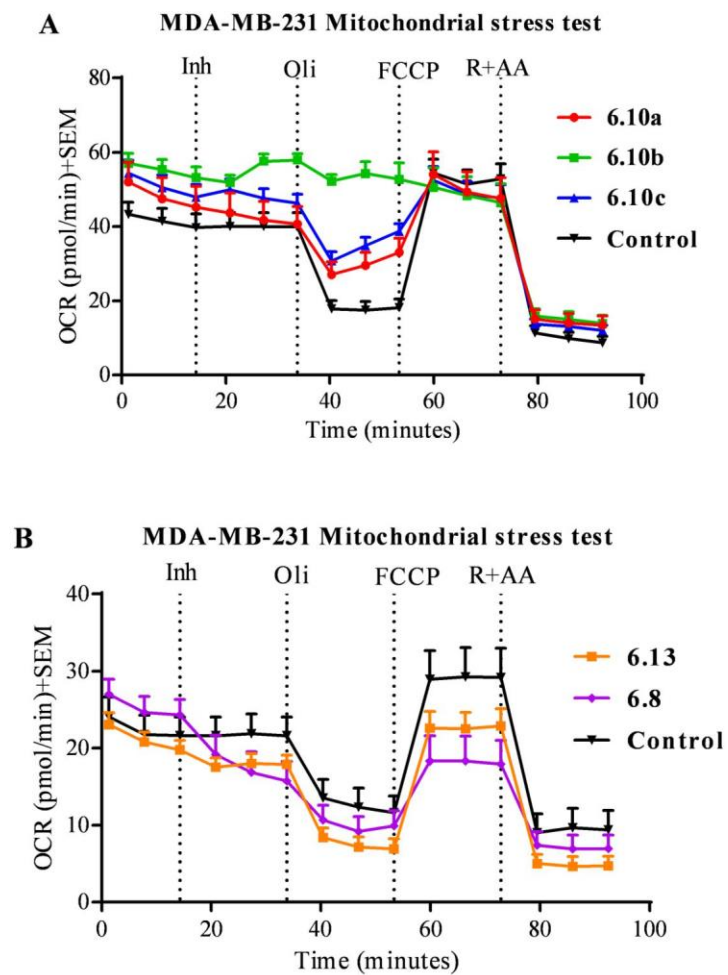 A
MDA-MB-231 Mitochondrial stress test
Inh Oli FCCP R+AA
OCR (pmol/min)+SEM
80
60
40
20
0
0 20 40 60 80 100
Time (minutes)
6.10a
6.10b
6.10c
Control
B
MDA-MB-231 Mitochondrial stress test
Inh Oli FCCP R+AA
OCR (pmol/min)+SEM
40
30
20
10
0
0 20 40 60 80 100
Time (minutes)
6.13
6.8
Control